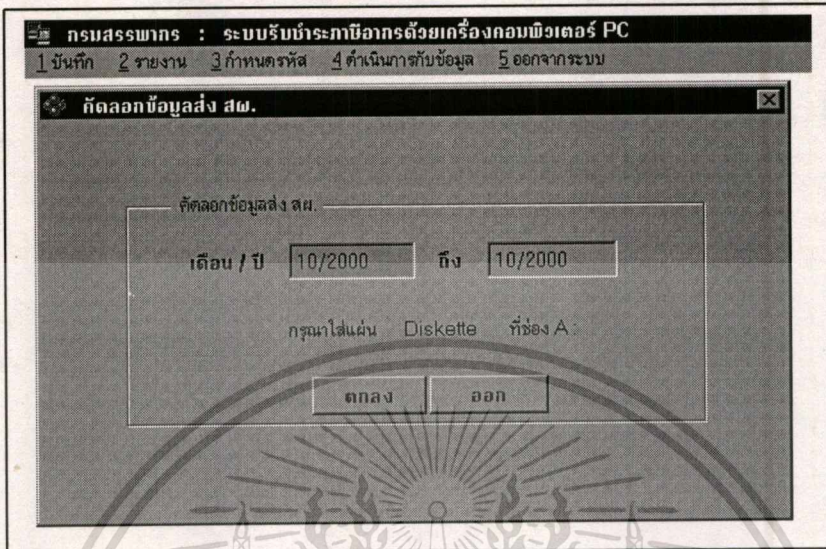 กรมสรรพากร : ระบบรับชำระภาษีอากรด้วยเครื่องคอมพิวเตอร์ PC
1 บันทึก 2 รายงาน 3 กำหนดรหัส 4 ดำเนินการกับข้อมูล 5 ออกจากระบบ
คัดลอกข้อมูลส่ง สผ.
คัดลอกข้อมูลส่ง สผ.
เดือน / ปี 10/2000 ถึง 10/2000
กรุณาใส่แผ่น Diskette ที่ช่อง A :
ตกลง ออก